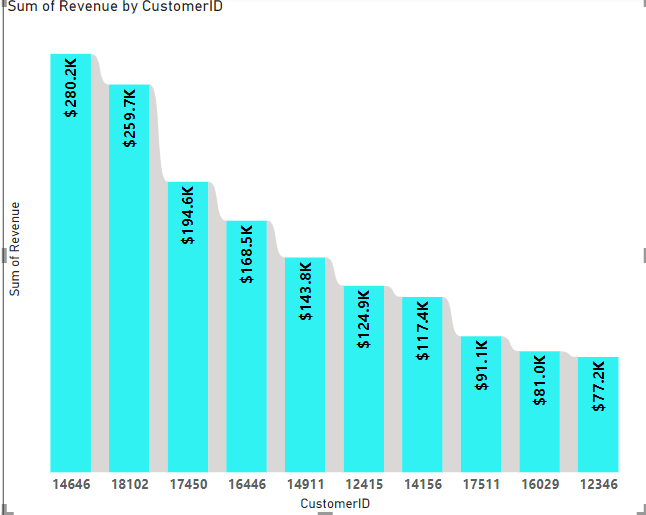 Sum of Revenue by CustomerID
Sum of Revenue
$280.2K
$259.7K
$194.6K
$168.5K
$143.8K
$124.9K
$117.4K
$91.1K
$81.0K
$77.2K
14646 18102 17450 16446 14911 12415 14156 17511 16029 12346
CustomerID